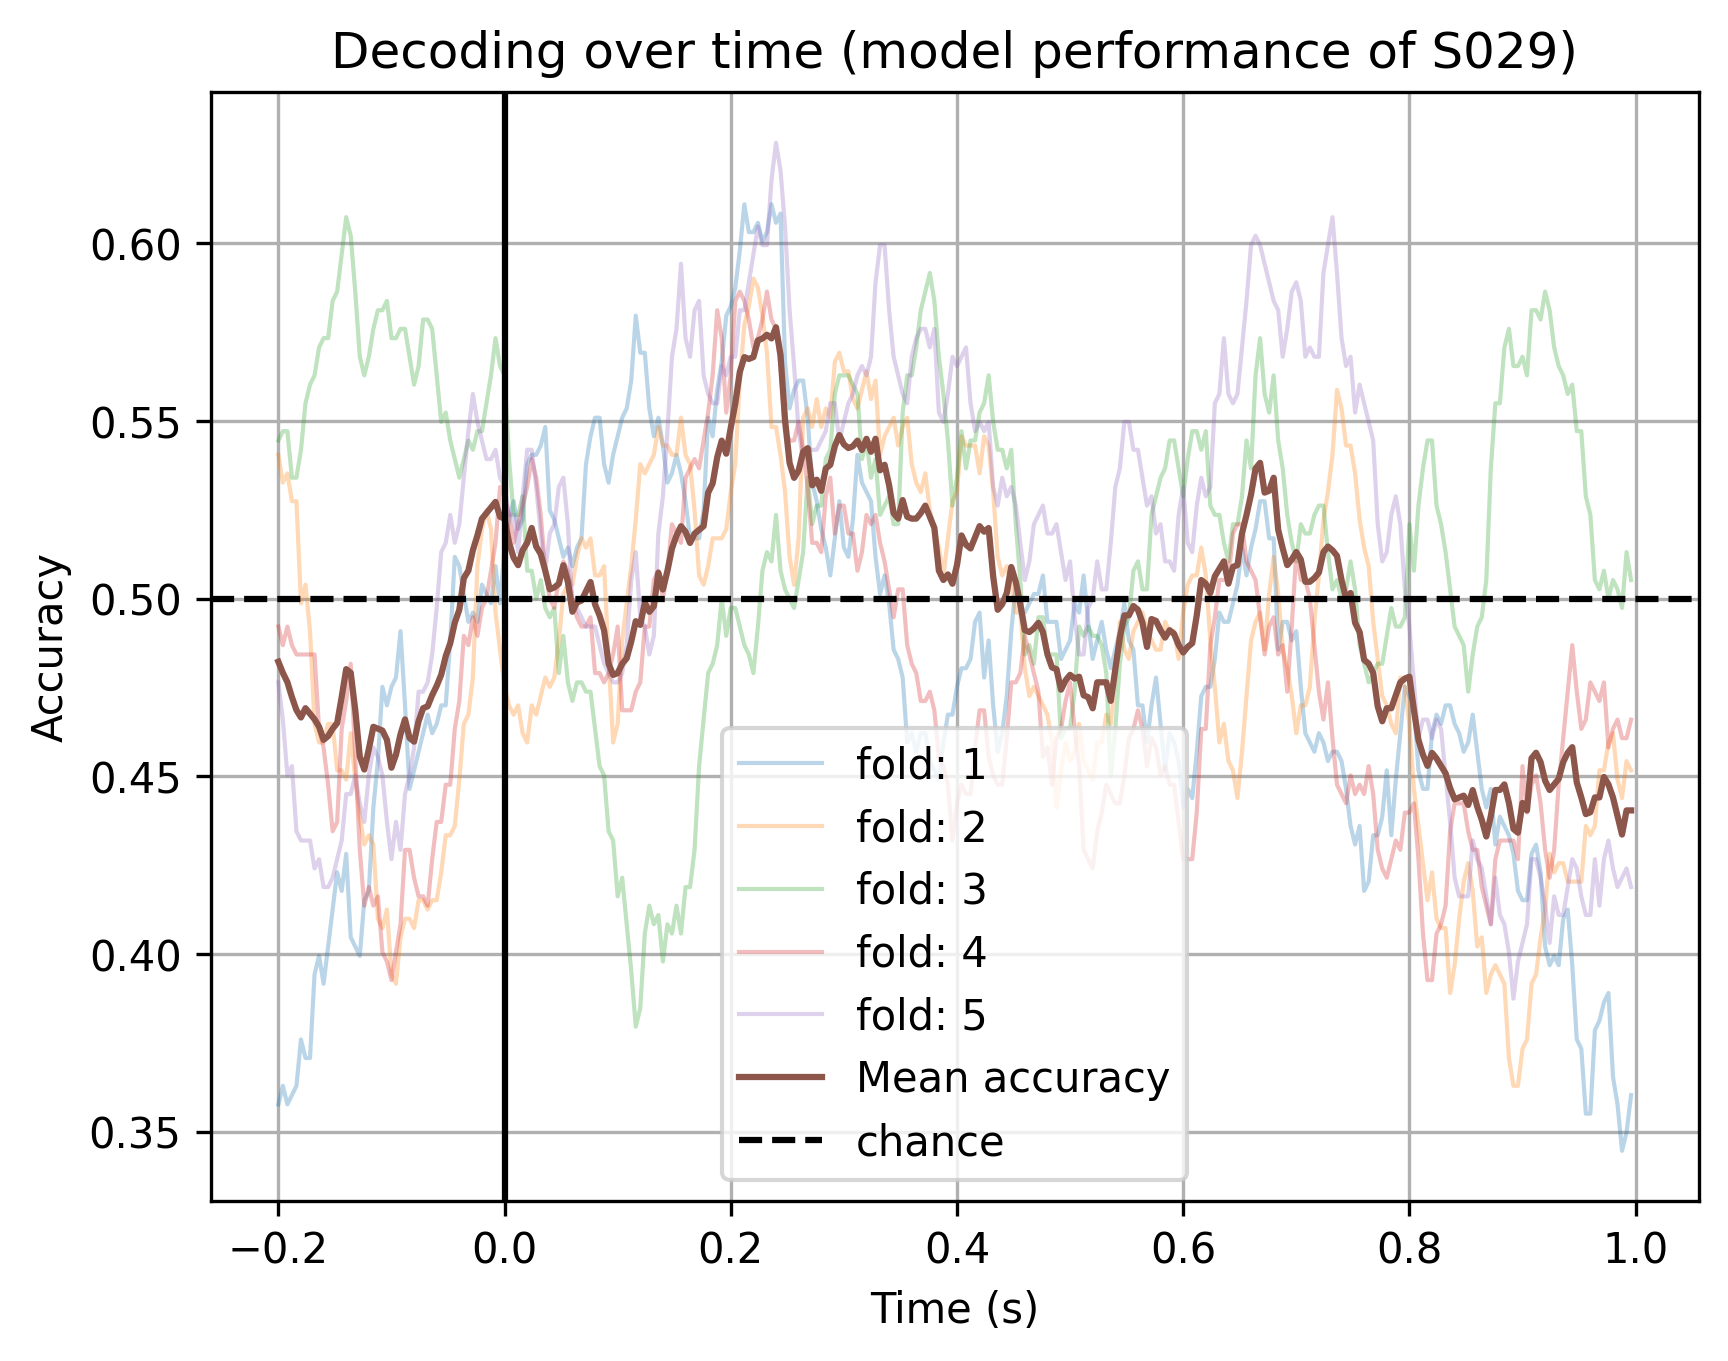 Decoding over time (model performance of S029)
Accuracy
0.60
0.55
0.50
0.45
0.40
0.35
fold: 1
fold: 2
fold: 3
fold: 4
fold: 5
Mean accuracy
chance
−0.2 0.0 0.2 0.4 0.6 0.8 1.0
Time (s)